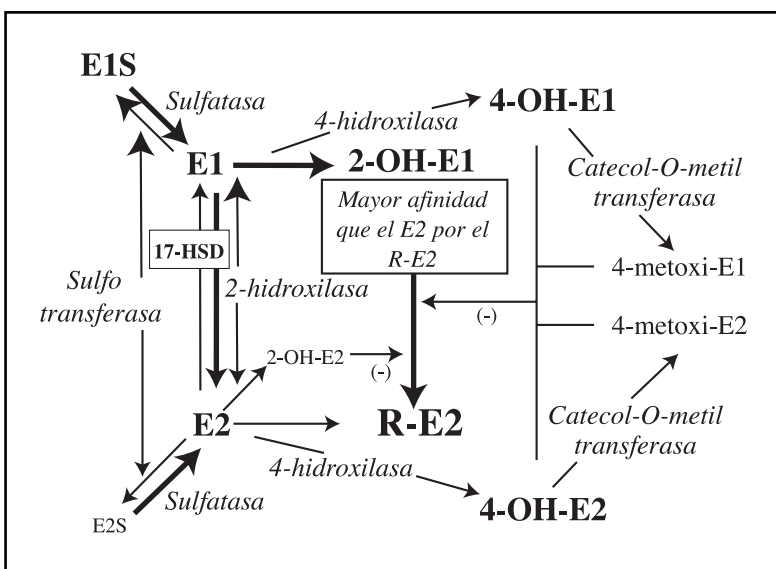 E1S
Sulfatasa
4-hidroxilasa
4-OH-E1
E1
2-OH-E1
Catecol-O-metil
transferasa
Mayor afinidad
que el E2 por el
R-E2
17-HSD
4-metoxi-E1
Sulfo
transferasa
2-hidroxilasa
(-)
4-metoxi-E2
2-OH-E2
(-)
E2
R-E2
Catecol-O-metil
transferasa
4-hidroxilasa
Sulfatasa
E2S
4-OH-E2